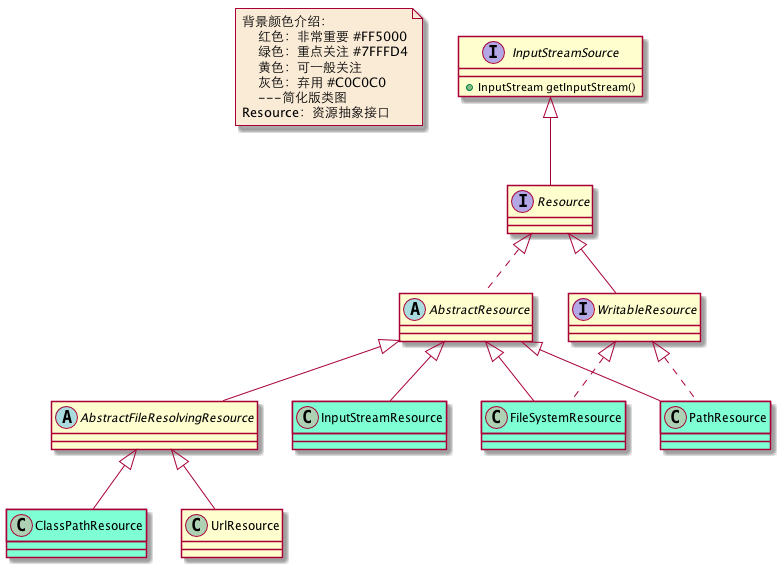 背景颜色介绍：
红色：非常重要 #FF5000
绿色：重点关注 #7FFFD4
黄色：可一般关注
灰色：弃用 #C0C0C0
---简化版类图
Resource：资源抽象接口
I InputStreamSource
InputStream getInputStream()
I Resource
A AbstractResource
I WritableResource
A AbstractFileResolvingResource
C InputStreamResource
C FileSystemResource
C PathResource
C ClassPathResource
C UrlResource